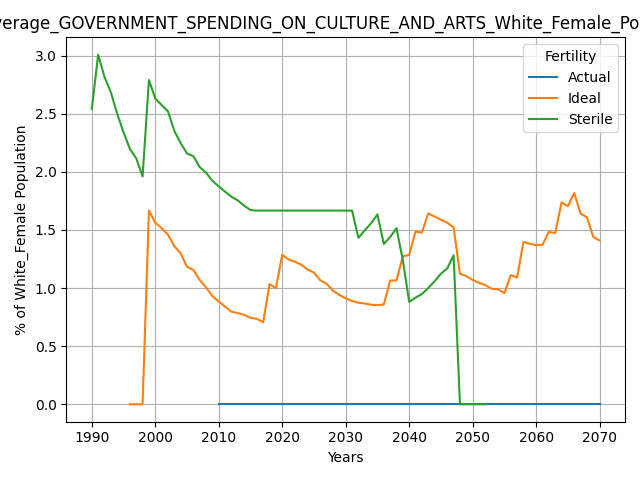 verage_GOVERNMENT_SPENDING_ON_CULTURE_AND_ARTS_White_Female_Po
Fertility
Actual
Ideal
Sterile
% of White_Female Population
3.0
2.5
2.0
1.5
1.0
0.5
0.0
1990 2000 2010 2020 2030 2040 2050 2060 2070
Years